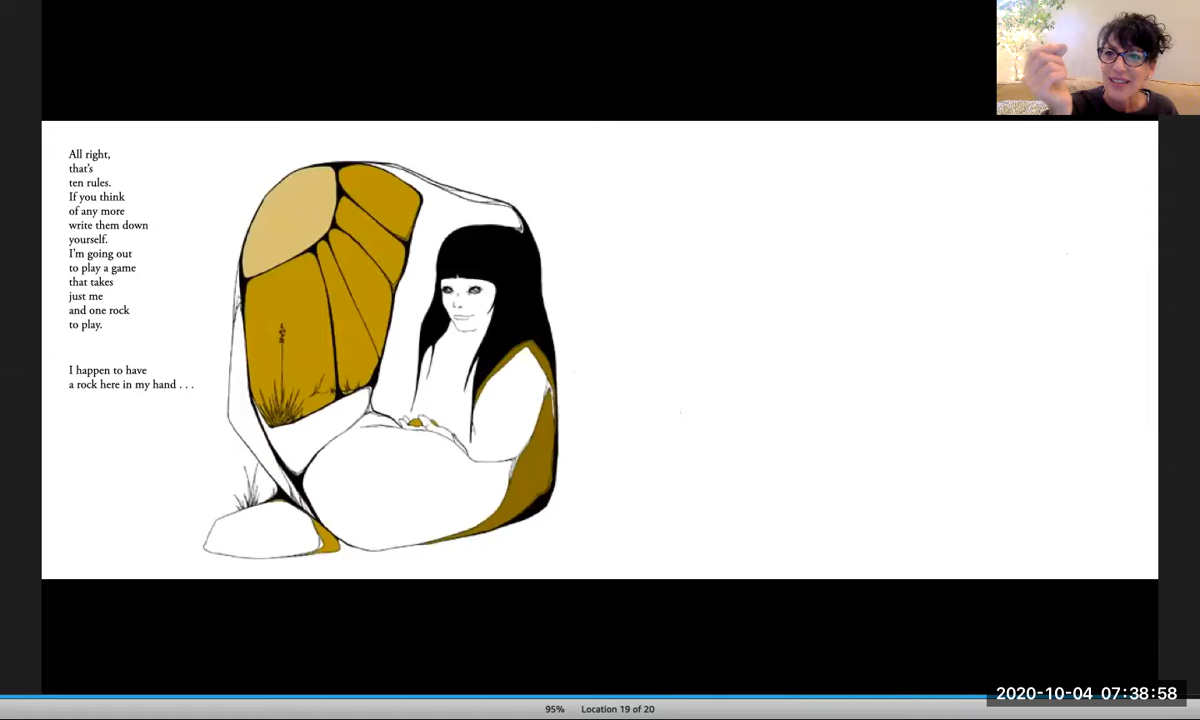 All right,
that's
ten rules.
If you think
of any more
write them down
yourself.
I'm going out
to play a game
that takes
just me
and one rock
to play.
I happen to have
a rock here in my hand . . .
2020-10-04 07:38:58
95% Location 19 of 20